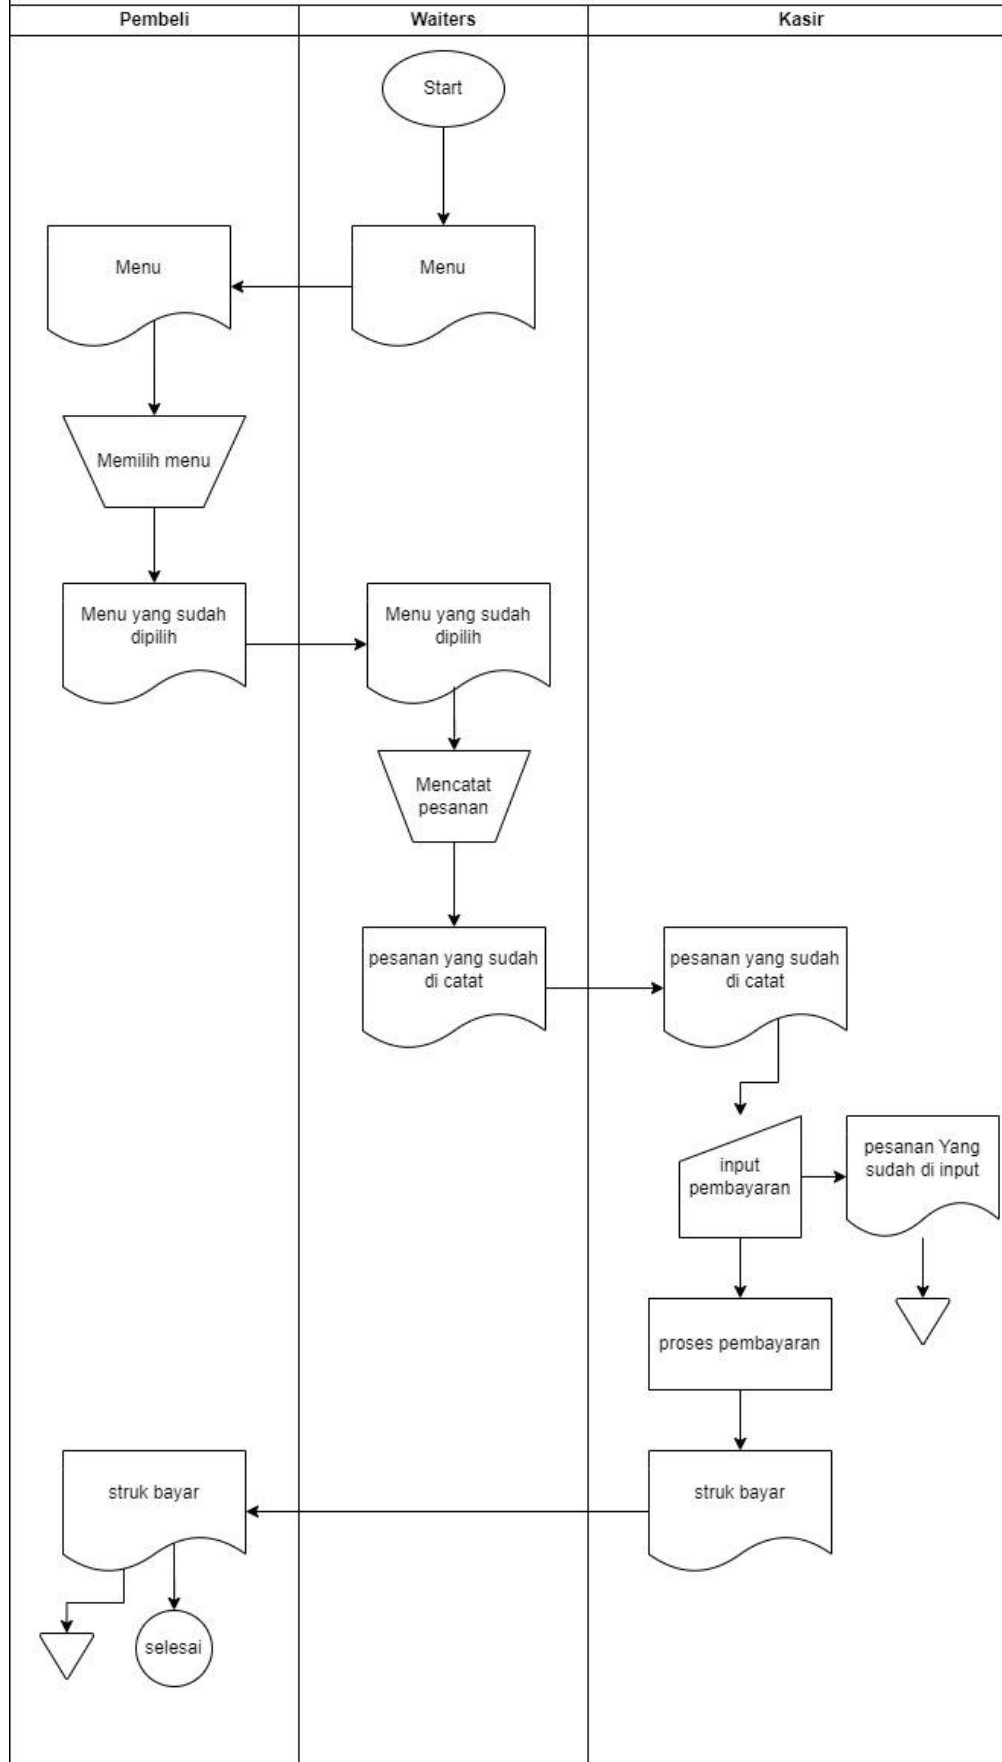 Pembeli
Waiters
Kasir
Start
Menu
Menu
Memilih menu
Menu yang sudah
dipilih
Menu yang sudah
dipilih
Mencatat
pesanan
pesanan yang sudah
di catat
pesanan yang sudah
di catat
input
pembayaran
pesanan Yang
sudah di input
proses pembayaran
struk bayar
struk bayar
selesai